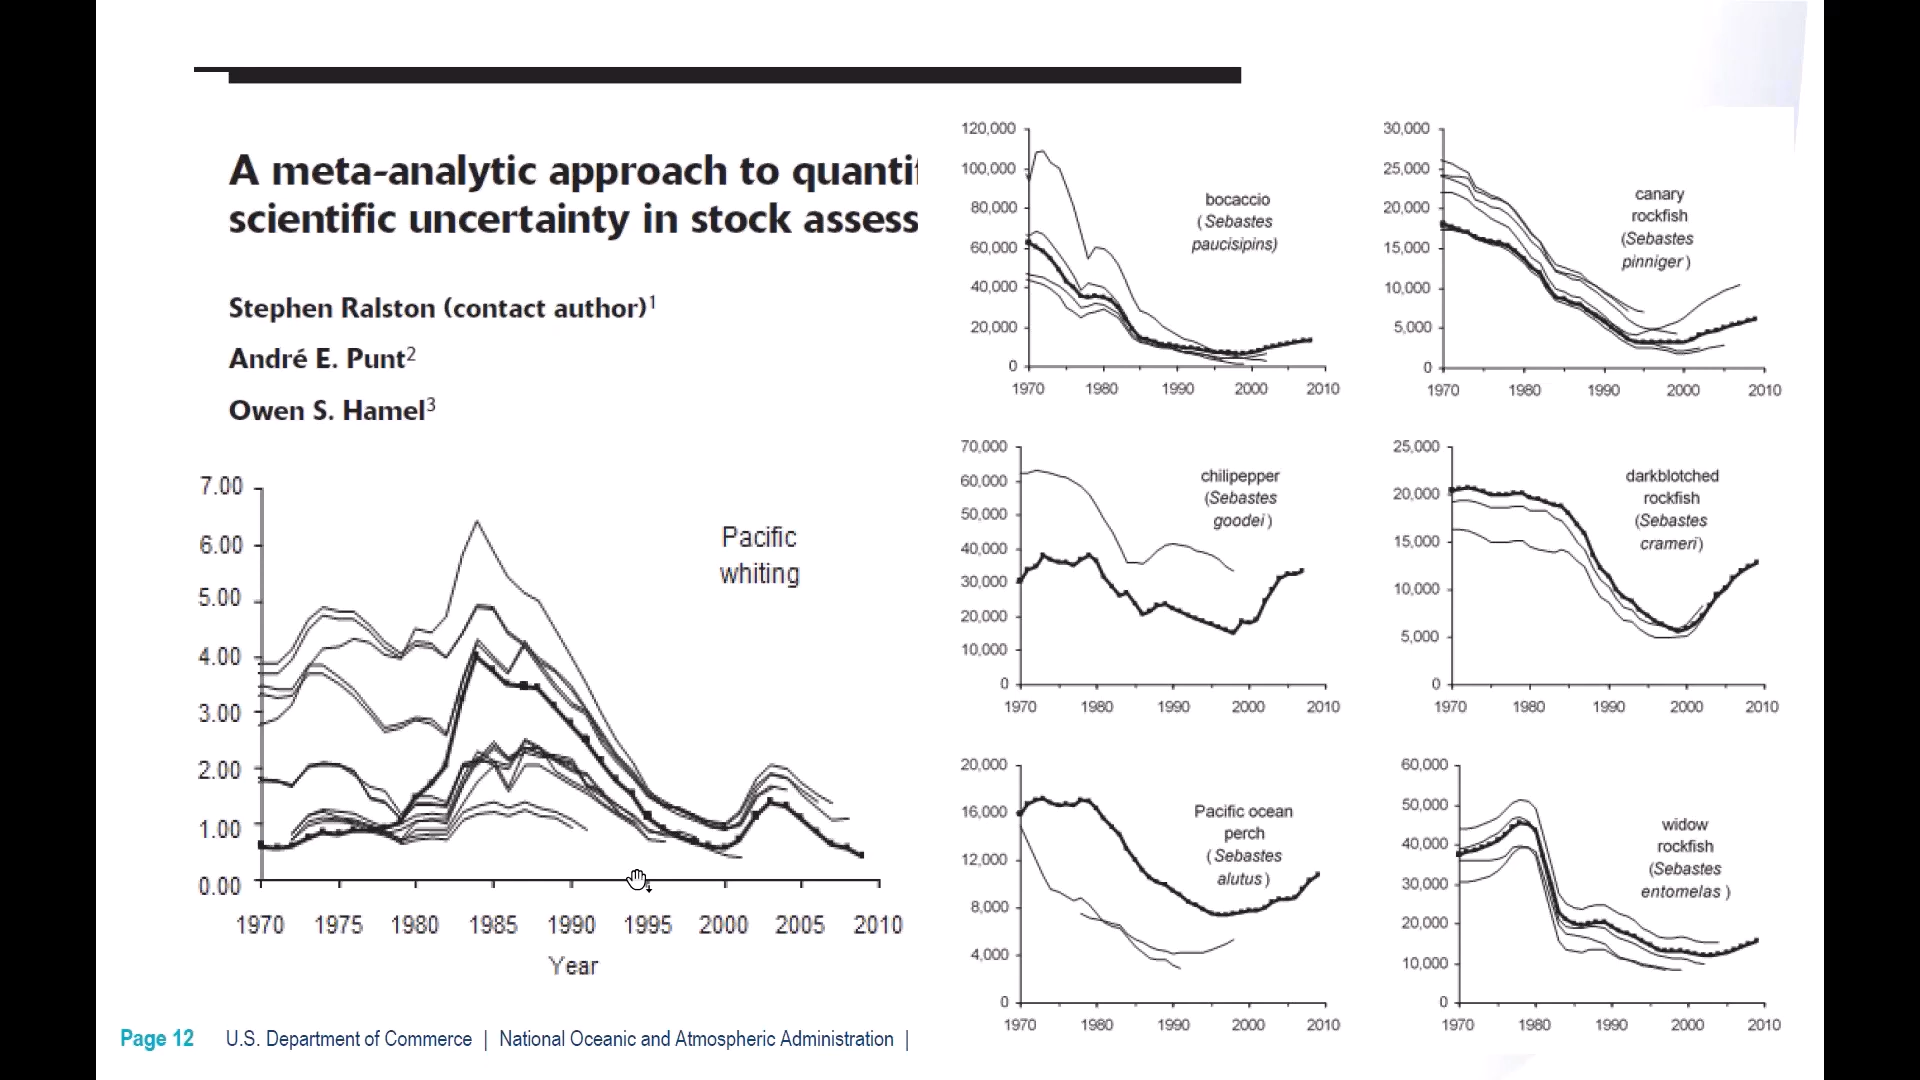 A meta-analytic approach to quantif
scientific uncertainty in stock assess
Stephen Ralston (contact author)1
André E. Punt2
Owen S. Hamel3
7.00
6.00
5.00
4.00
3.00
2.00
1.00
0.00
Pacific
whiting
1970 1975 1980 1985 1990 1995 2000 2005 2010
Year
120,000
100,000
80,000
60,000
40,000
20,000
0
bocaccio
(Sebastes
paucisipins)
1970 1980 1990 2000 2010
30,000
25,000
20,000
15,000
10,000
5,000
0
canary
rockfish
(Sebastes
pinniger)
1970 1980 1990 2000 2010
70,000
60,000
50,000
40,000
30,000
20,000
10,000
0
chilipepper
(Sebastes
goodei)
1970 1980 1990 2000 2010
25,000
20,000
15,000
10,000
5,000
0
darkblotched
rockfish
(Sebastes
crameri)
1970 1980 1990 2000 2010
20,000
16,000
12,000
8,000
4,000
0
Pacific ocean
perch
(Sebastes
alutus)
1970 1980 1990 2000 2010
60,000
50,000
40,000
30,000
20,000
10,000
0
widow
rockfish
(Sebastes
entomelas)
1970 1980 1990 2000 2010
Page 12 U.S. Department of Commerce | National Oceanic and Atmospheric Administration |